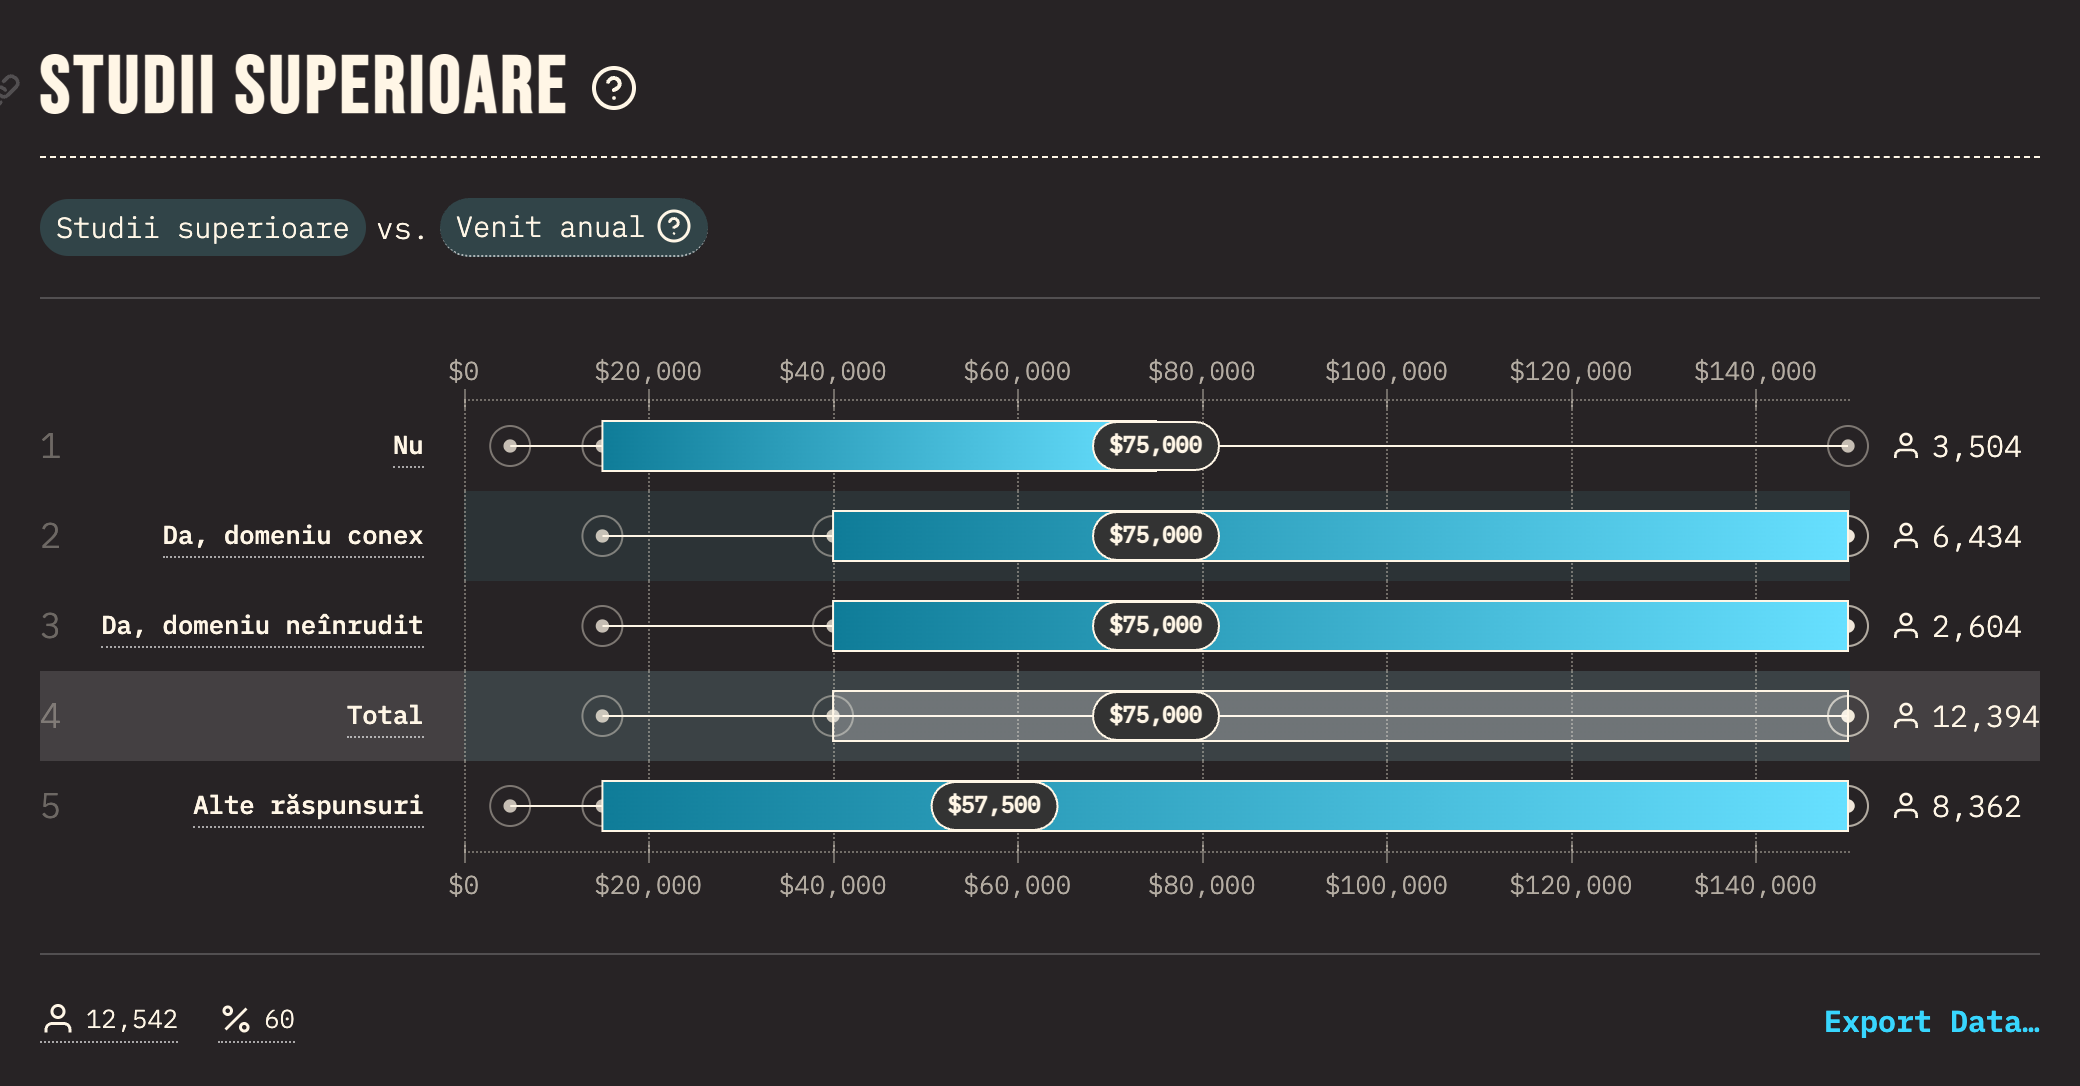 STUDII SUPERIOARE
Studii superioare vs. Venit anual
$0 $20,000 $40,000 $60,000 $80,000 $100,000 $120,000 $140,000
1 Nu $75,000 3,504
2 Da, domeniu conex $75,000 6,434
3 Da, domeniu neînrudit $75,000 2,604
4 Total $75,000 12,394
5 Alte răspunsuri $57,500 8,362
$0 $20,000 $40,000 $60,000 $80,000 $100,000 $120,000 $140,000
12,542 % 60 Export Data…